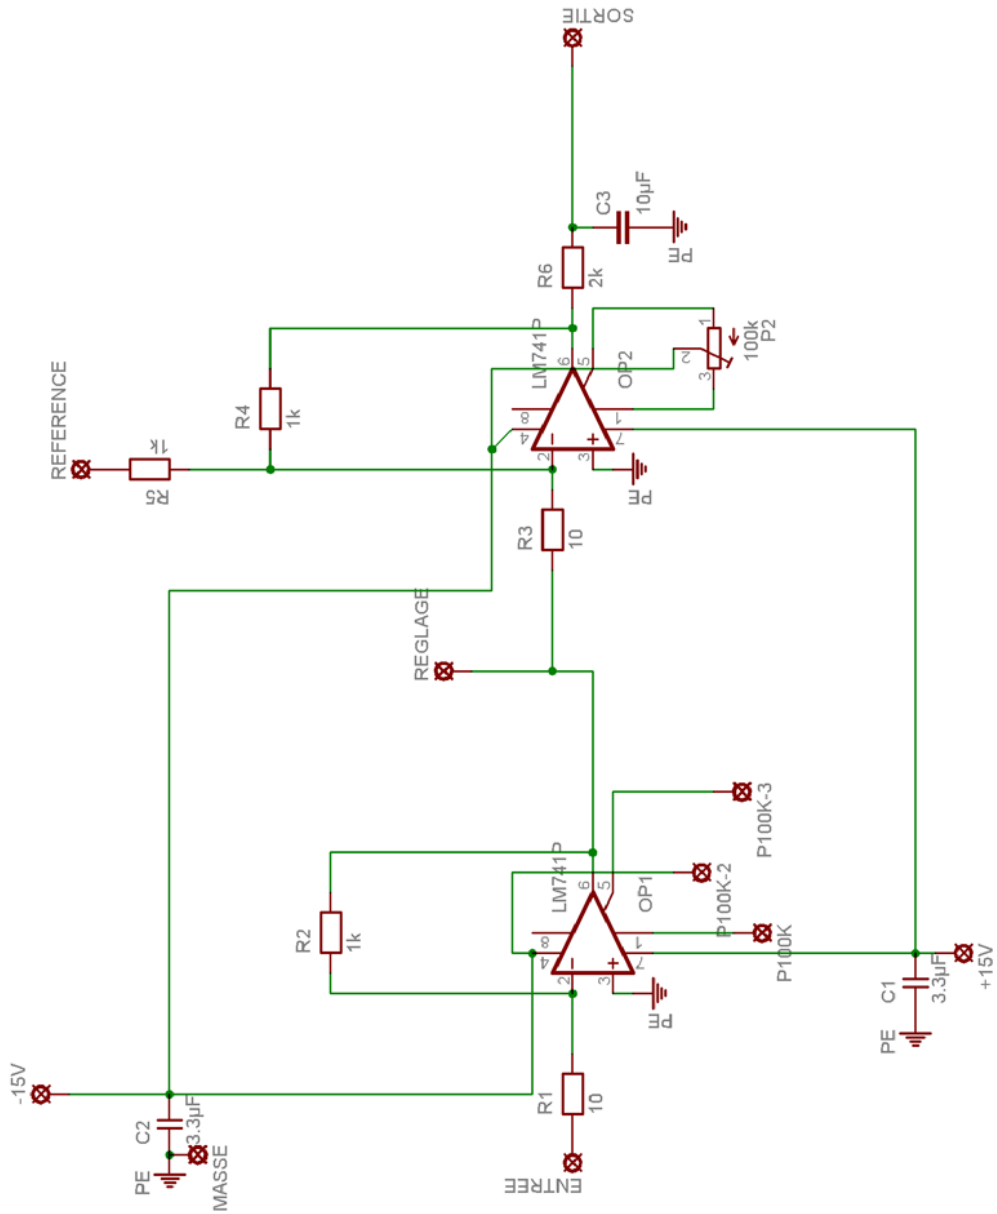 SORTIE
C3
10µF
PE
R6
2k
REFERENCE
R5
1k
R4
1k
LM741P
OP2
2
3
4
8
6
5
7
1
+
PE
1
2
3
100k
P2
R3
10
REGLAGE
P100K-3
P100K-2
P100K
R2
1k
LM741P
OP1
2
3
4
8
6
5
7
1
+
PE
-15V
C2
3.3µF
PE
MASSE
R1
10
ENTREE
PE
C1
3.3µF
+15V